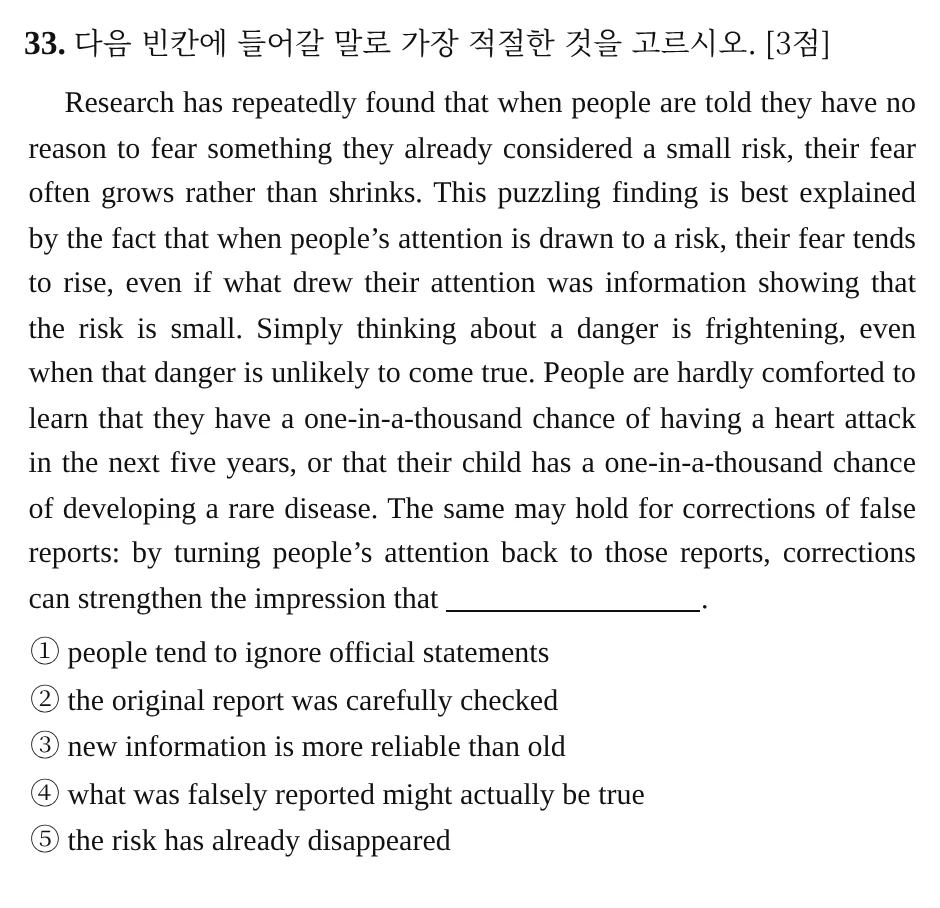 33. 다음 빈칸에 들어갈 말로 가장 적절한 것을 고르시오. [3점]
Research has repeatedly found that when people are told they have no
reason to fear something they already considered a small risk, their fear
often grows rather than shrinks. This puzzling finding is best explained
by the fact that when people’s attention is drawn to a risk, their fear tends
to rise, even if what drew their attention was information showing that
the risk is small. Simply thinking about a danger is frightening, even
when that danger is unlikely to come true. People are hardly comforted to
learn that they have a one-in-a-thousand chance of having a heart attack
in the next five years, or that their child has a one-in-a-thousand chance
of developing a rare disease. The same may hold for corrections of false
reports: by turning people’s attention back to those reports, corrections
can strengthen the impression that ____________________.
① people tend to ignore official statements
② the original report was carefully checked
③ new information is more reliable than old
④ what was falsely reported might actually be true
⑤ the risk has already disappeared